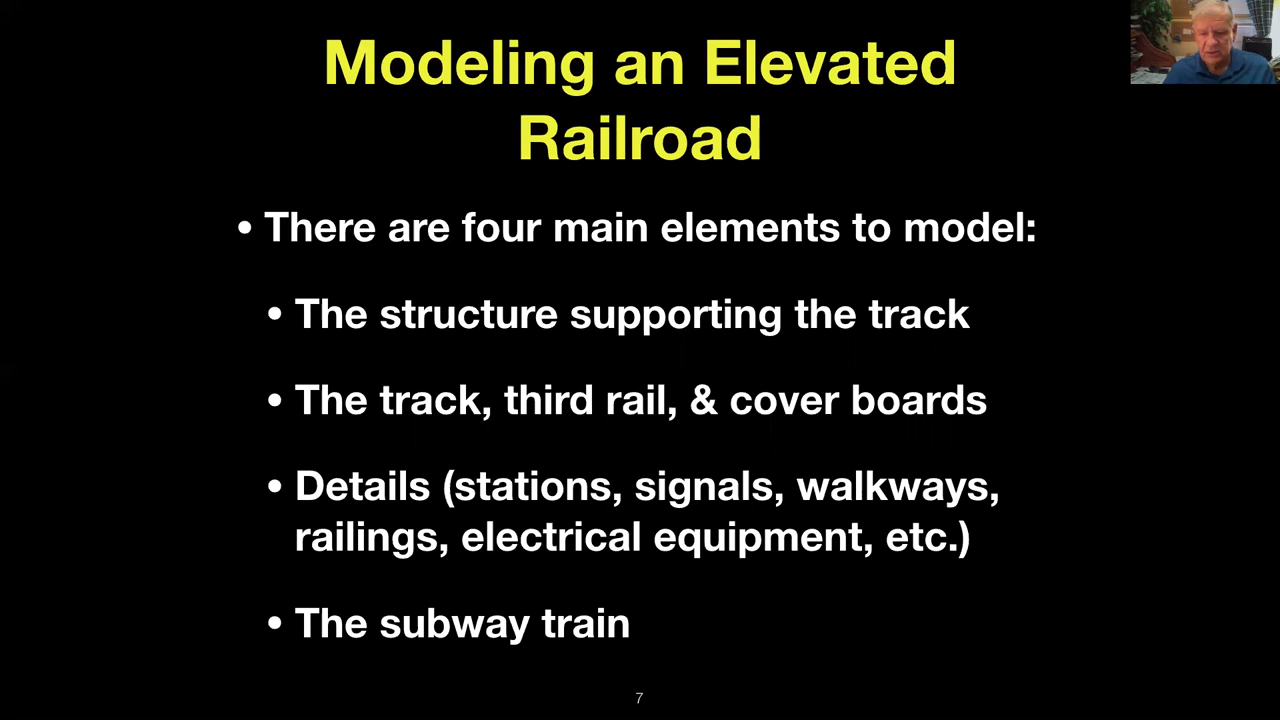 Modeling an Elevated
Railroad
• There are four main elements to model:
• The structure supporting the track
• The track, third rail, & cover boards
• Details (stations, signals, walkways,
railings, electrical equipment, etc.)
• The subway train
7